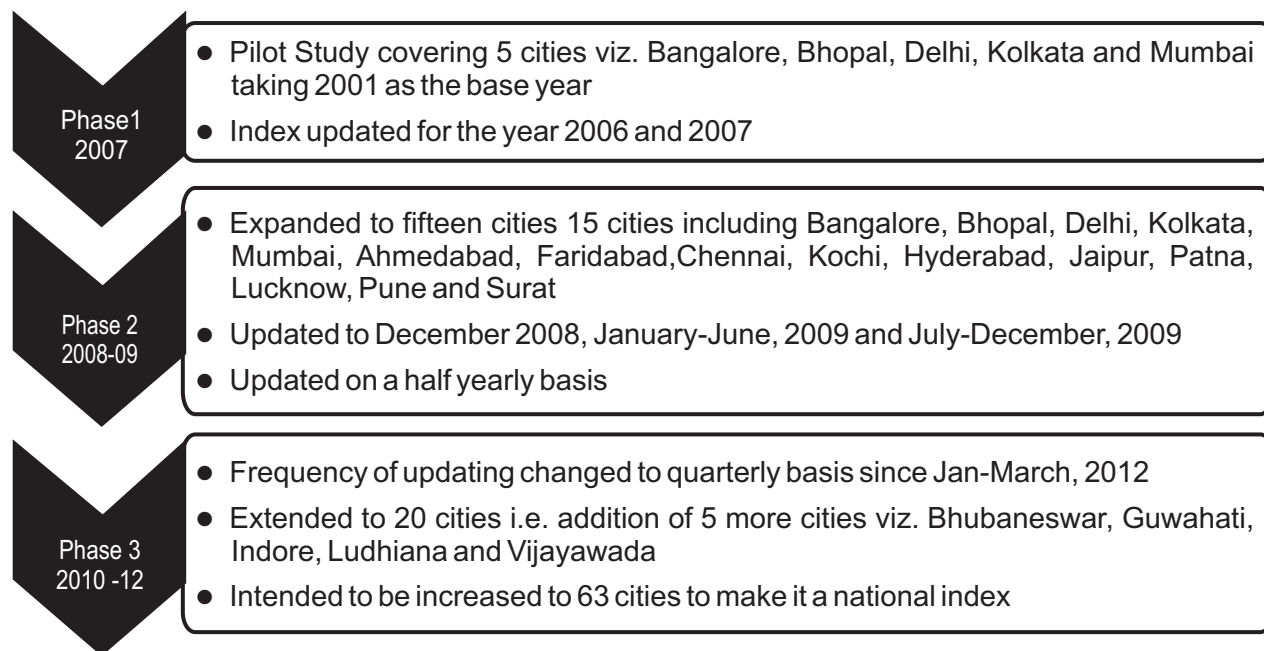 Phase1
2007
● Pilot Study covering 5 cities viz. Bangalore, Bhopal, Delhi, Kolkata and Mumbai
taking 2001 as the base year
● Index updated for the year 2006 and 2007
Phase 2
2008-09
● Expanded to fifteen cities 15 cities including Bangalore, Bhopal, Delhi, Kolkata,
Mumbai, Ahmedabad, Faridabad,Chennai, Kochi, Hyderabad, Jaipur, Patna,
Lucknow, Pune and Surat
● Updated to December 2008, January-June, 2009 and July-December, 2009
● Updated on a half yearly basis
Phase 3
2010 -12
● Frequency of updating changed to quarterly basis since Jan-March, 2012
● Extended to 20 cities i.e. addition of 5 more cities viz. Bhubaneswar, Guwahati,
Indore, Ludhiana and Vijayawada
● Intended to be increased to 63 cities to make it a national index